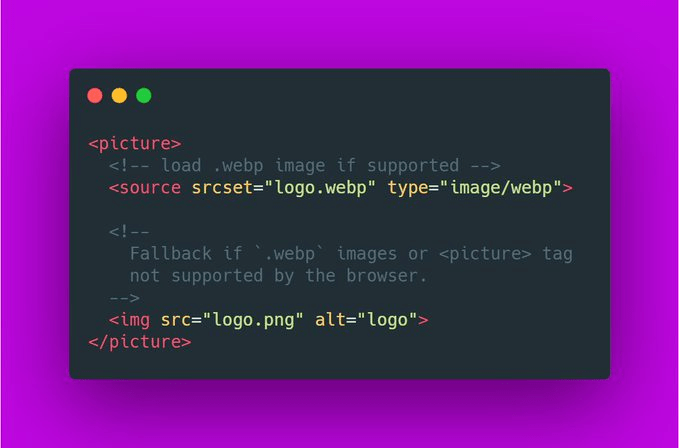 <picture>
<!-- load .webp image if supported -->
<source srcset="logo.webp" type="image/webp">
<!--
Fallback if `.webp` images or <picture> tag
not supported by the browser.
-->
<img src="logo.png" alt="logo">
</picture>